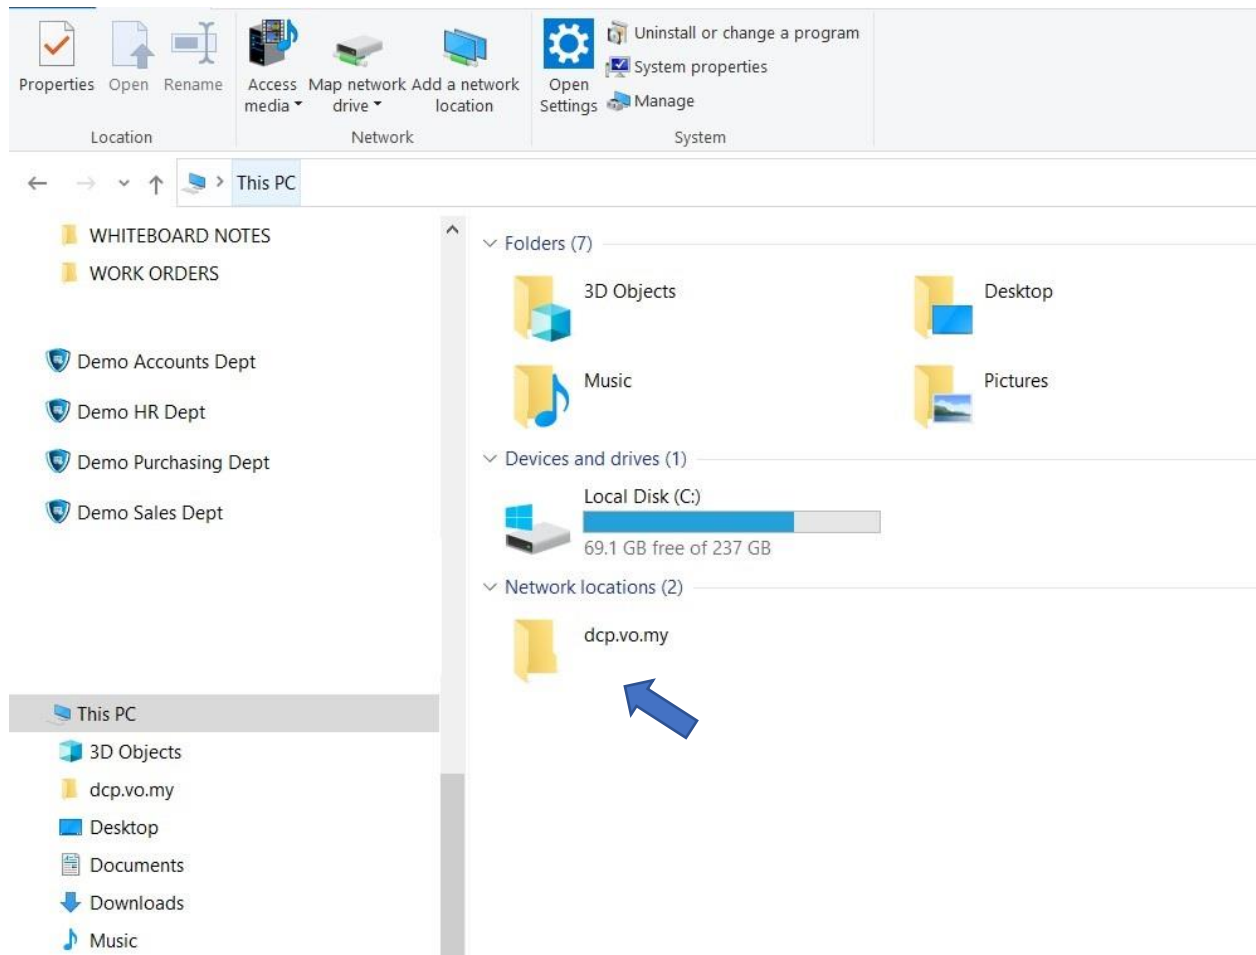 Properties
Open
Rename
Access
media
Map network
drive
Add a network
location
Open
Settings
Uninstall or change a program
System properties
Manage
Location
Network
System
This PC
WHITEBOARD NOTES
WORK ORDERS
Demo Accounts Dept
Demo HR Dept
Demo Purchasing Dept
Demo Sales Dept
This PC
3D Objects
dcp.vo.my
Desktop
Documents
Downloads
Music
Folders (7)
3D Objects
Desktop
Music
Pictures
Devices and drives (1)
Local Disk (C:)
69.1 GB free of 237 GB
Network locations (2)
dcp.vo.my